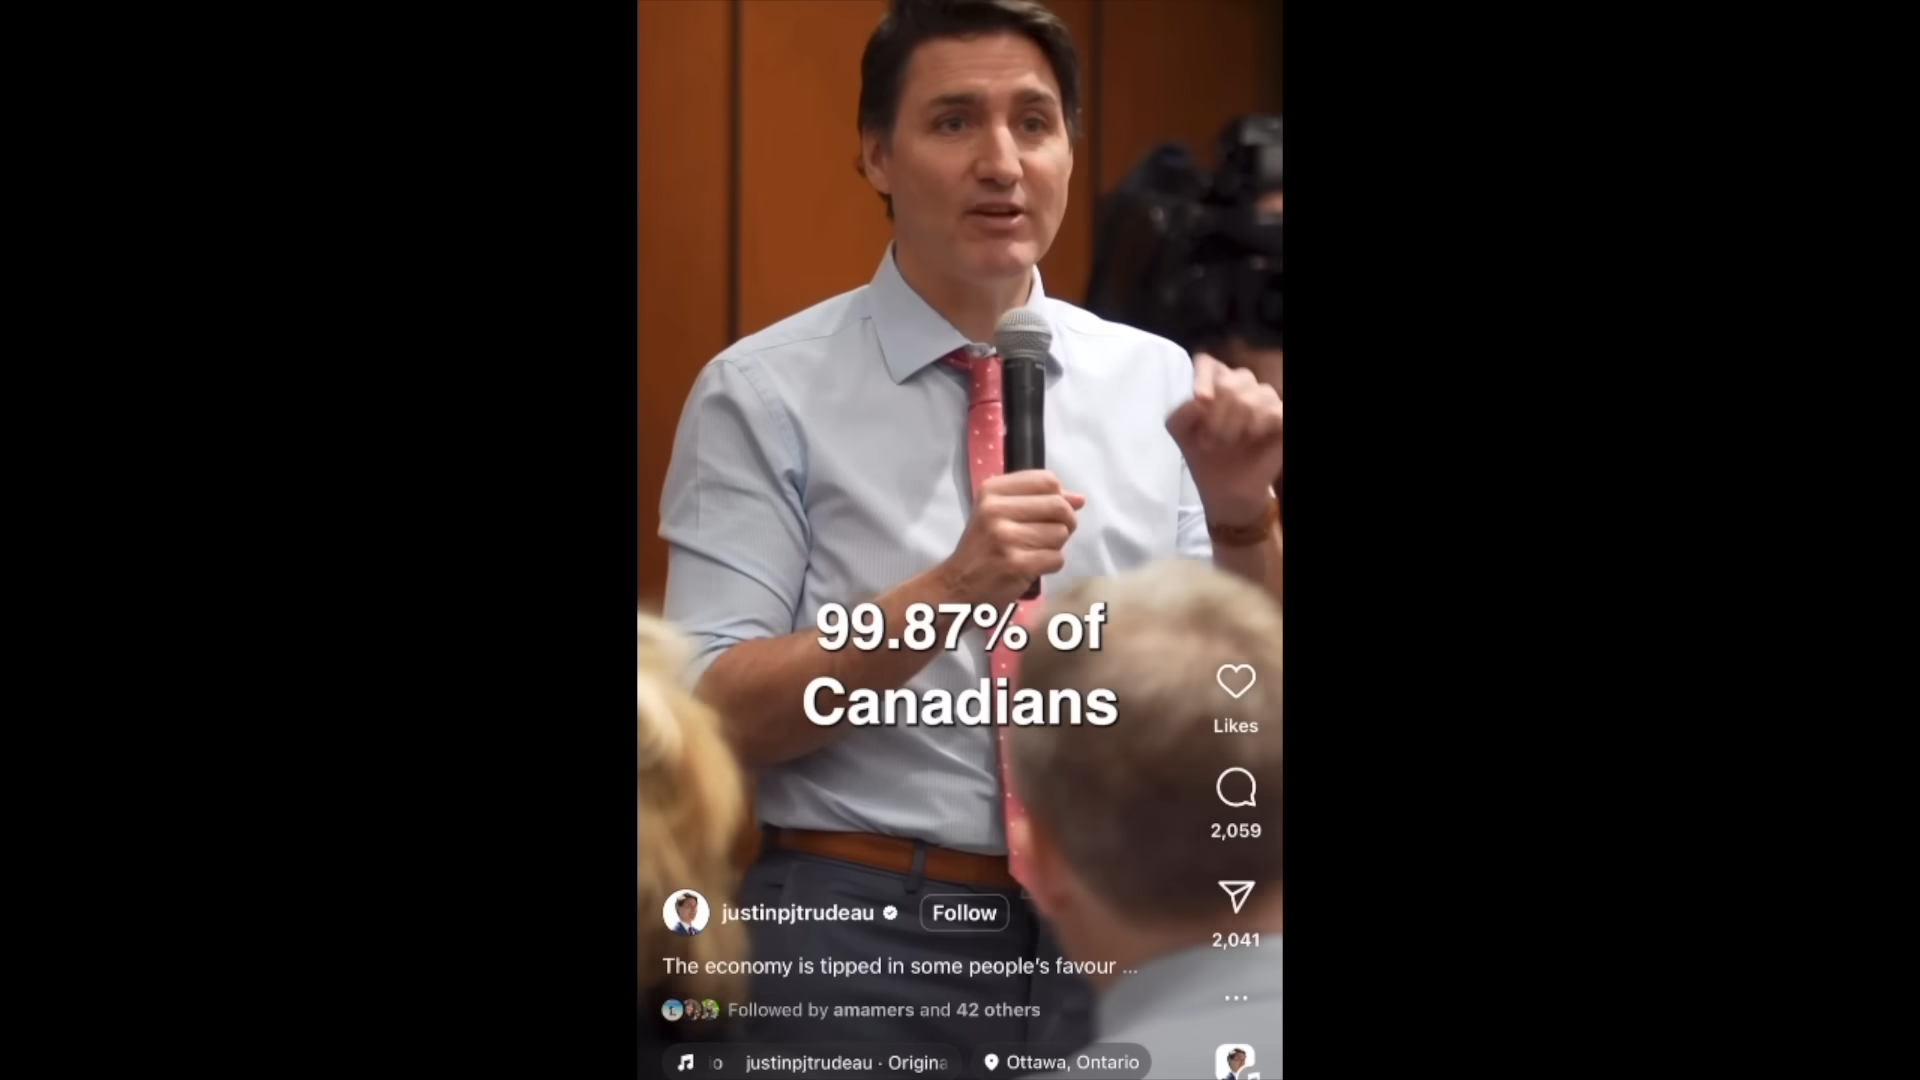 99.87% of
Canadians
Likes
2,059
2,041
justinpjtrudeau
Follow
The economy is tipped in some people's favour ...
Followed by amamers and 42 others
io justinpjtrudeau · Origina
Ottawa, Ontario